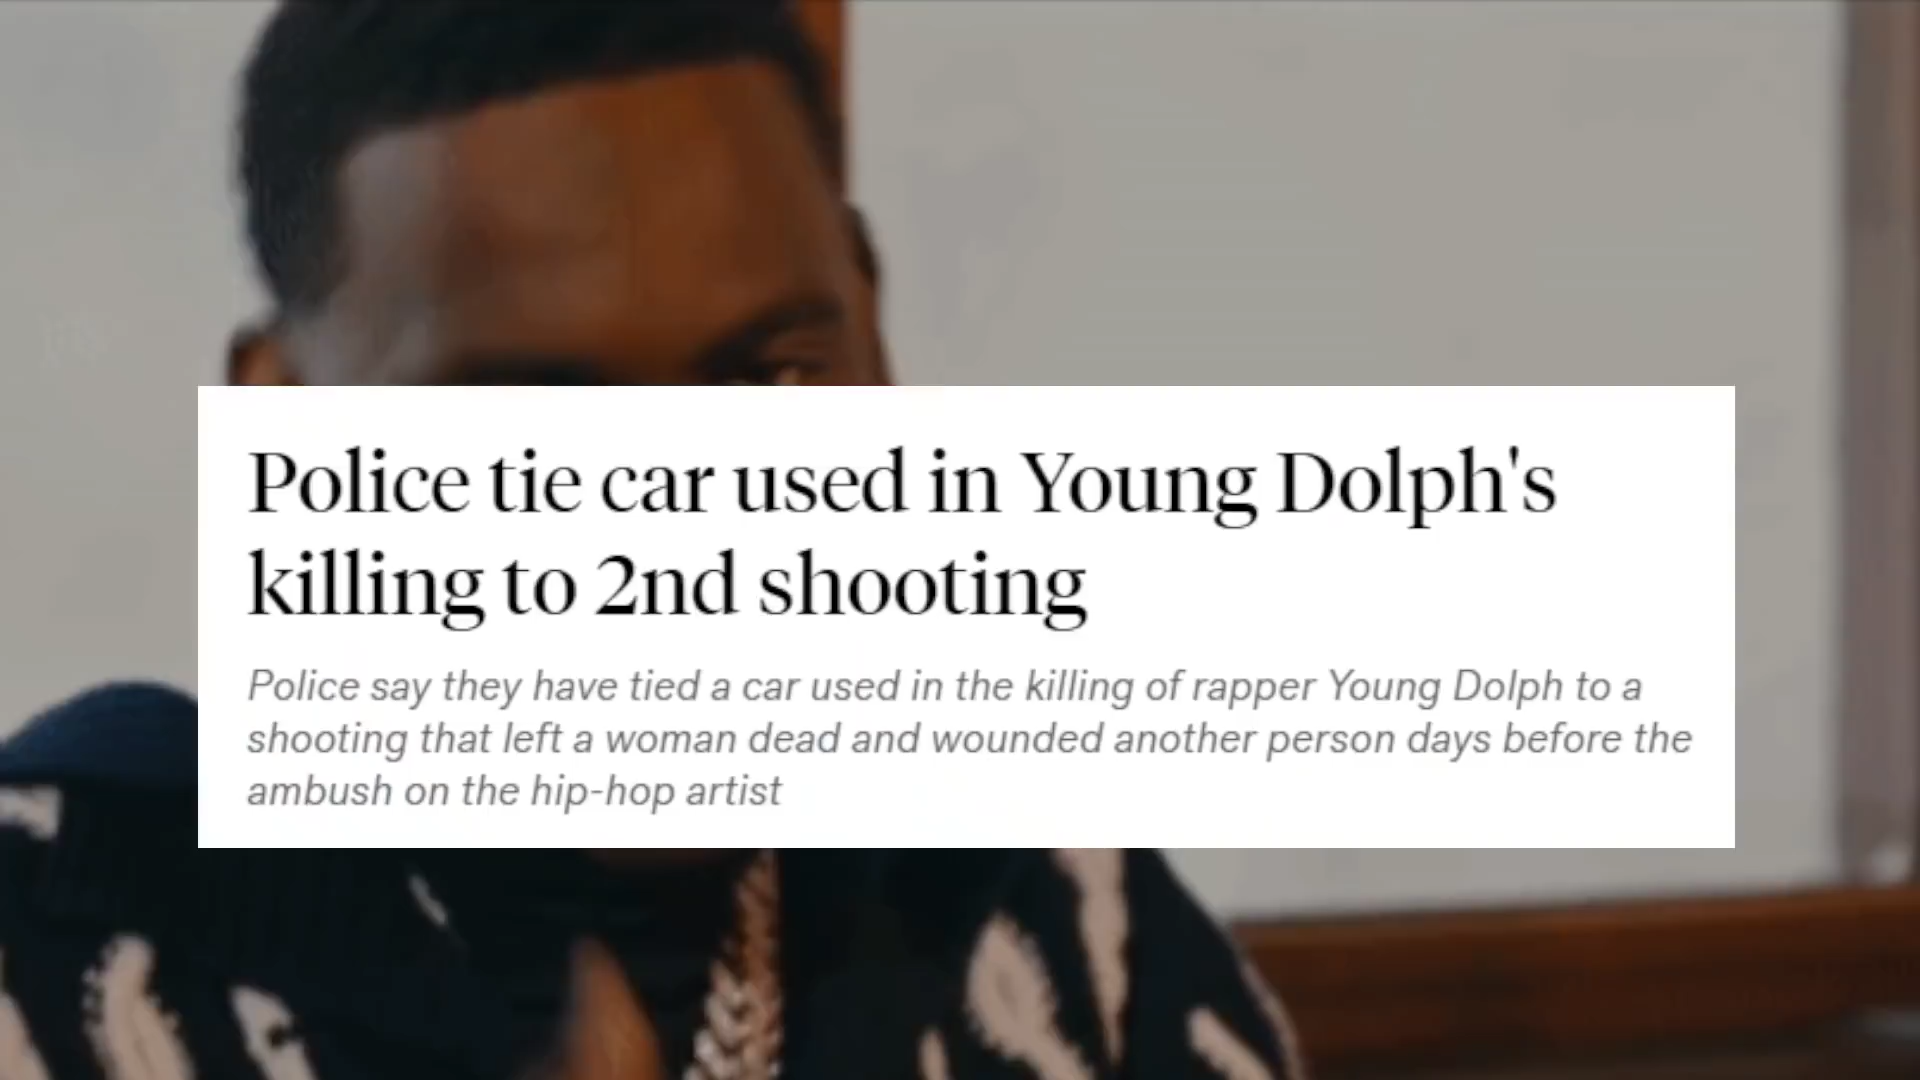 Police tie car used in Young Dolph's
killing to 2nd shooting
Police say they have tied a car used in the killing of rapper Young Dolph to a
shooting that left a woman dead and wounded another person days before the
ambush on the hip-hop artist